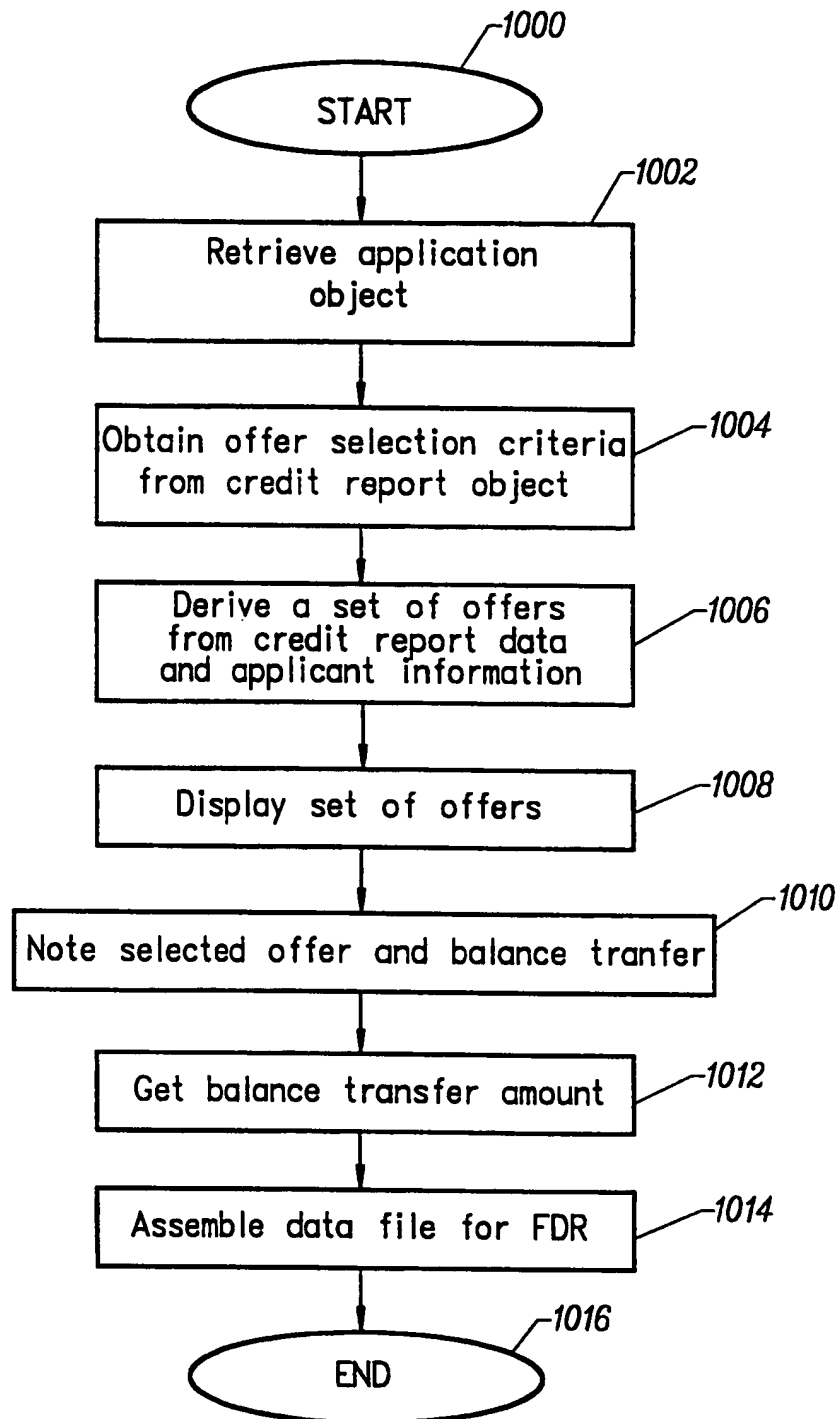 1000
START
1002
Retrieve application
object
1004
Obtain offer selection criteria
from credit report object
1006
Derive a set of offers
from credit report data
and applicant information
1008
Display set of offers
1010
Note selected offer and balance tranfer
1012
Get balance transfer amount
1014
Assemble data file for FDR
1016
END